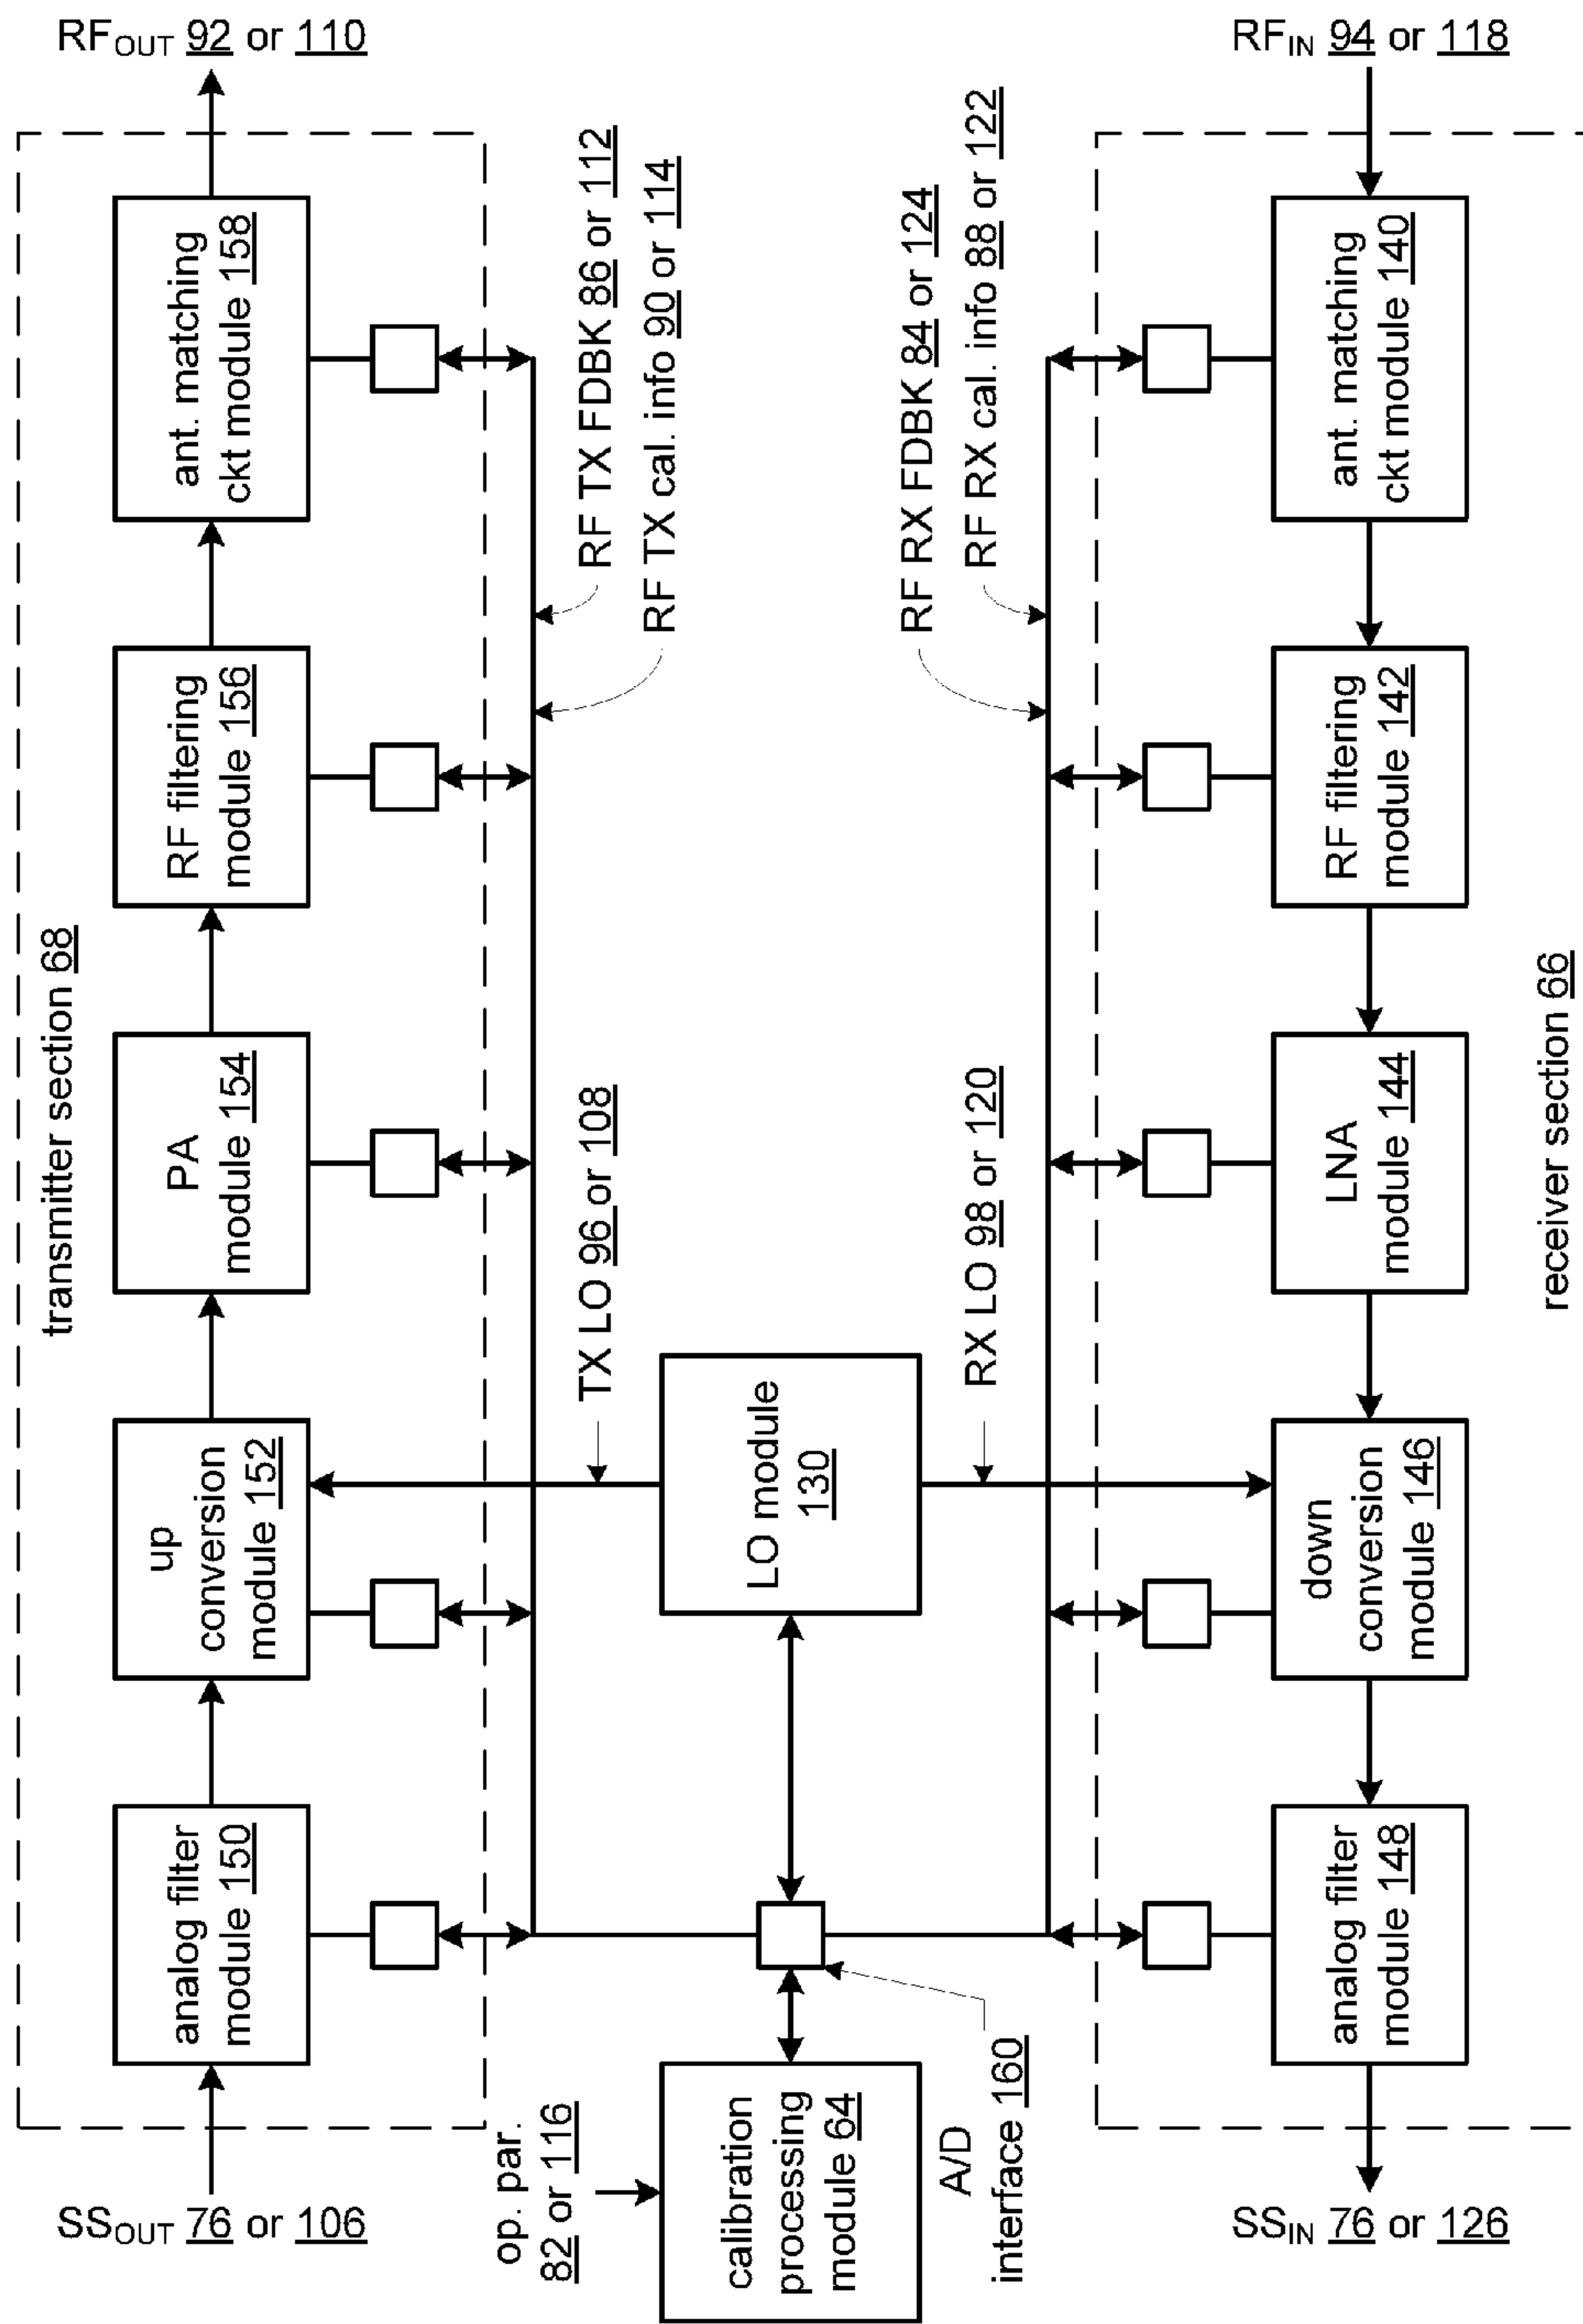 RFOUT 92 or 110
RFIN 94 or 118
transmitter section 68
ant. matching
ckt module 158
RF filtering
module 156
PA
module 154
up
conversion
module 152
analog filter
module 150
SSOUT 76 or 106
RF TX FDBK 86 or 112
RF TX cal. info 90 or 114
RF RX FDBK 84 or 124
RF RX cal. info 88 or 122
TX LO 96 or 108
LO module
130
RX LO 98 or 120
op. par.
82 or 116
calibration
processing
module 64
A/D
interface 160
ant. matching
ckt module 140
RF filtering
module 142
LNA
module 144
down
conversion
module 146
analog filter
module 148
receiver section 66
SSIN 76 or 126